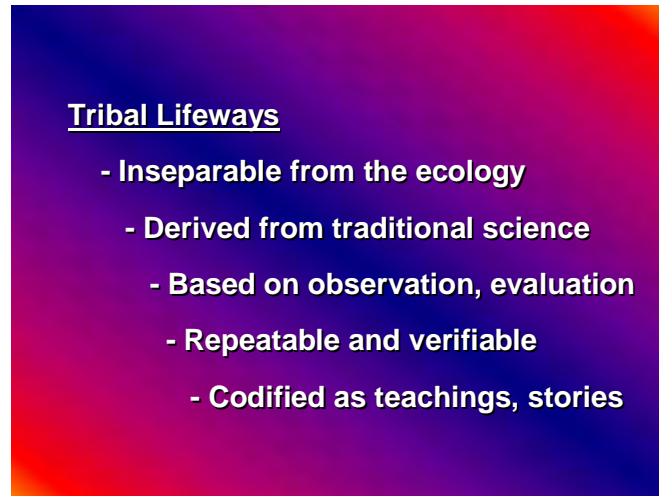 Tribal Lifeways
- Inseparable from the ecology
- Derived from traditional science
- Based on observation, evaluation
- Repeatable and verifiable
- Codified as teachings, stories